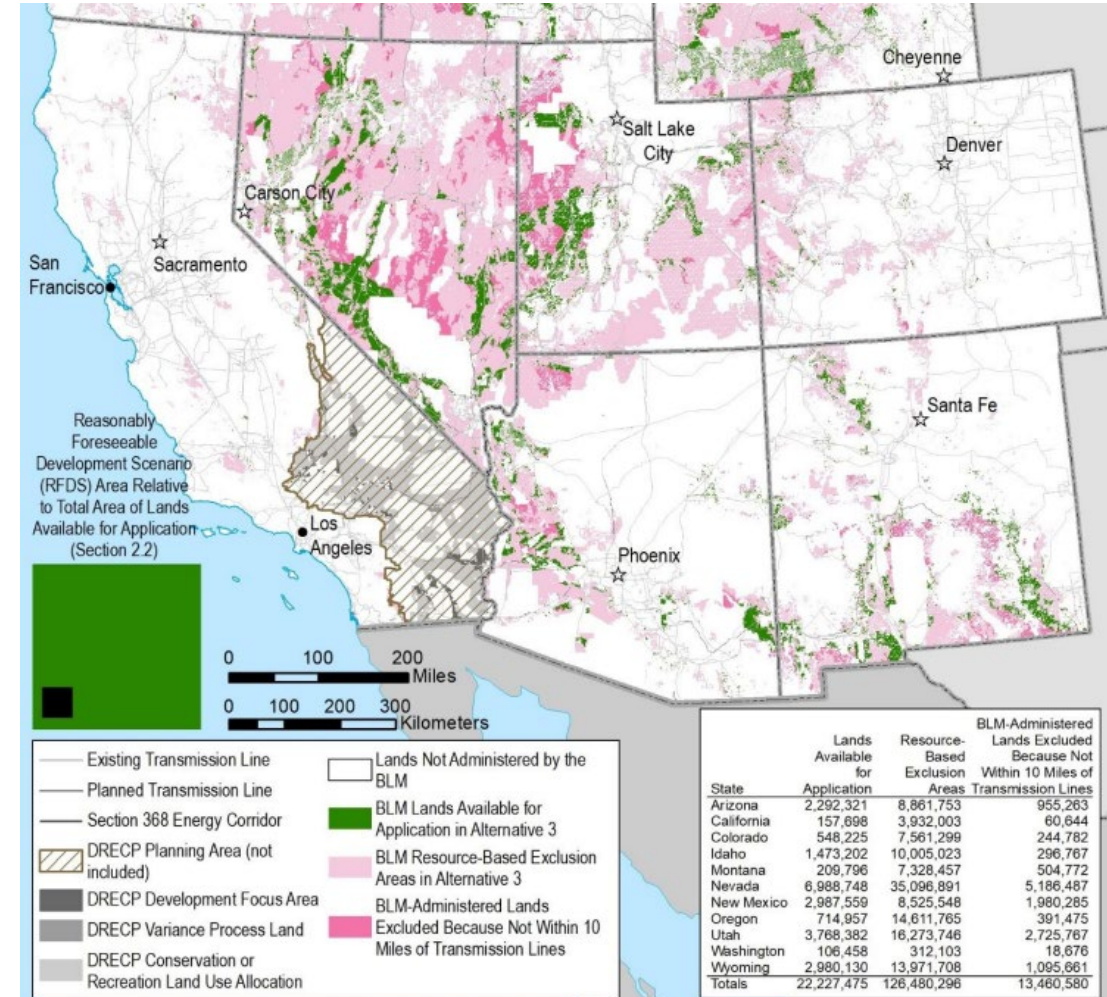 Cheyenne
Salt Lake
City
Denver
Carson City
Sacramento
San
Francisco
Santa Fe
Reasonably
Foreseeable
Development Scenario
(RFDS) Area Relative
to Total Area of Lands
Available for Application
(Section 2.2)
Los
Angeles
Phoenix
0 100 200
Miles
0 100 200 300
Kilometers
Existing Transmission Line
Planned Transmission Line
Section 368 Energy Corridor
DRECP Planning Area (not
included)
DRECP Development Focus Area
DRECP Variance Process Land
DRECP Conservation or
Recreation Land Use Allocation
Lands Not Administered by the
BLM
BLM Lands Available for
Application in Alternative 3
BLM Resource-Based Exclusion
Areas in Alternative 3
BLM-Administered Lands
Excluded Because Not Within 10
Miles of Transmission Lines
BLM-Administered
Lands Resource- Lands Excluded
Available Based Because Not
for Exclusion Within 10 Miles of
State Application Areas Transmission Lines
Arizona 2,292,321 8,861,753 955,263
California 157,698 3,932,003 60,644
Colorado 548,225 7,561,299 244,782
Idaho 1,473,202 10,005,023 296,767
Montana 209,796 7,328,457 504,772
Nevada 6,988,748 35,096,891 5,186,487
New Mexico 2,987,559 8,525,548 1,980,285
Oregon 714,957 14,611,765 391,475
Utah 3,768,382 16,273,746 2,725,767
Washington 106,458 312,103 18,676
Wyoming 2,980,130 13,971,708 1,095,661
Totals 22,227,475 126,480,296 13,460,580